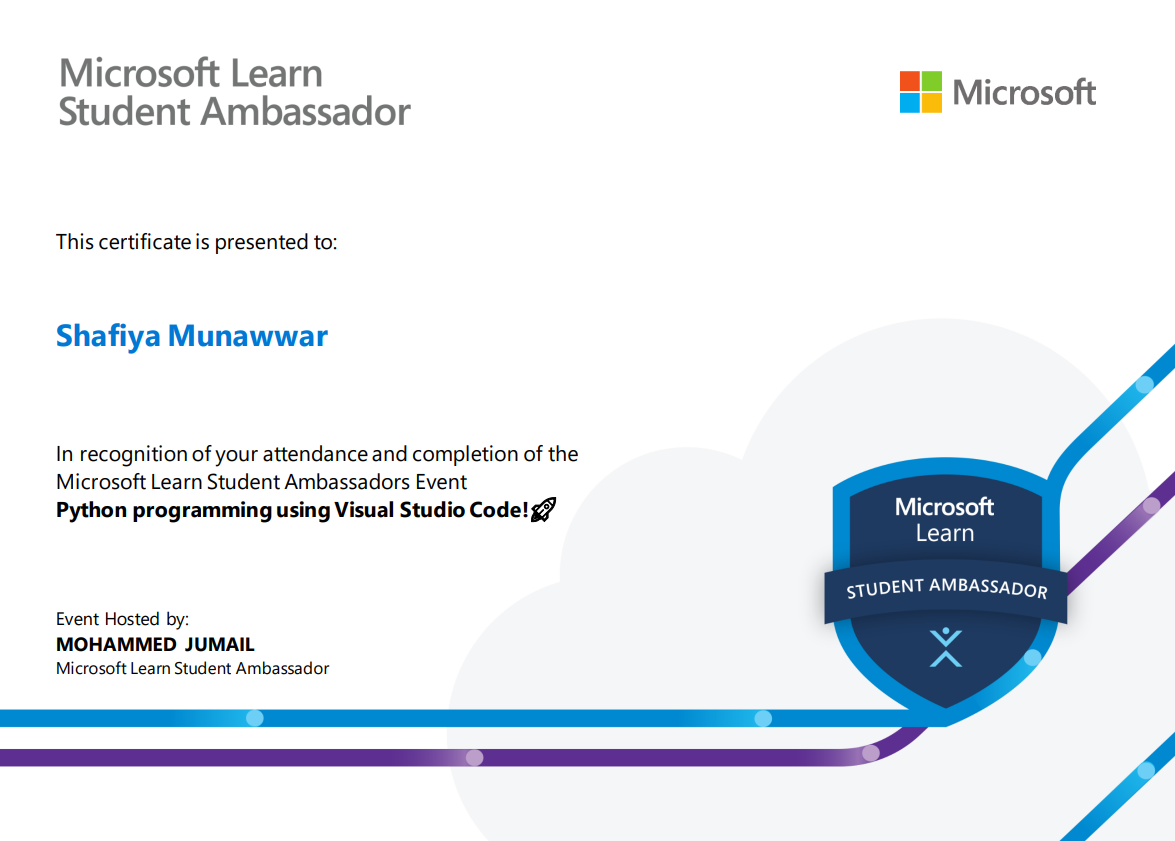 Microsoft Learn
Student Ambassador
Microsoft
This certificate is presented to:
Shafiya Munawwar
In recognition of your attendance and completion of the
Microsoft Learn Student Ambassadors Event
Python programming using Visual Studio Code!🚀
Event Hosted by:
MOHAMMED JUMAIL
Microsoft Learn Student Ambassador
Microsoft
Learn
STUDENT AMBASSADOR